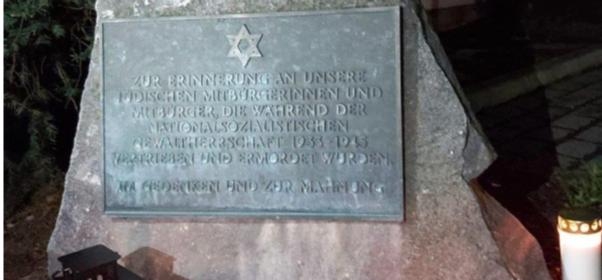 ZUR ERINNERUNG AN UNSERE
JÜDISCHEN MITBÜRGERINNEN UND
MITBÜRGER, DIE WÄHREND DER
NATIONALSOZIALISTISCHEN
GEWALTHERRSCHAFT 1933-1945
VERTRIEBEN UND ERMORDET WURDEN.
IM GEDENKEN UND ZUR MAHNUNG